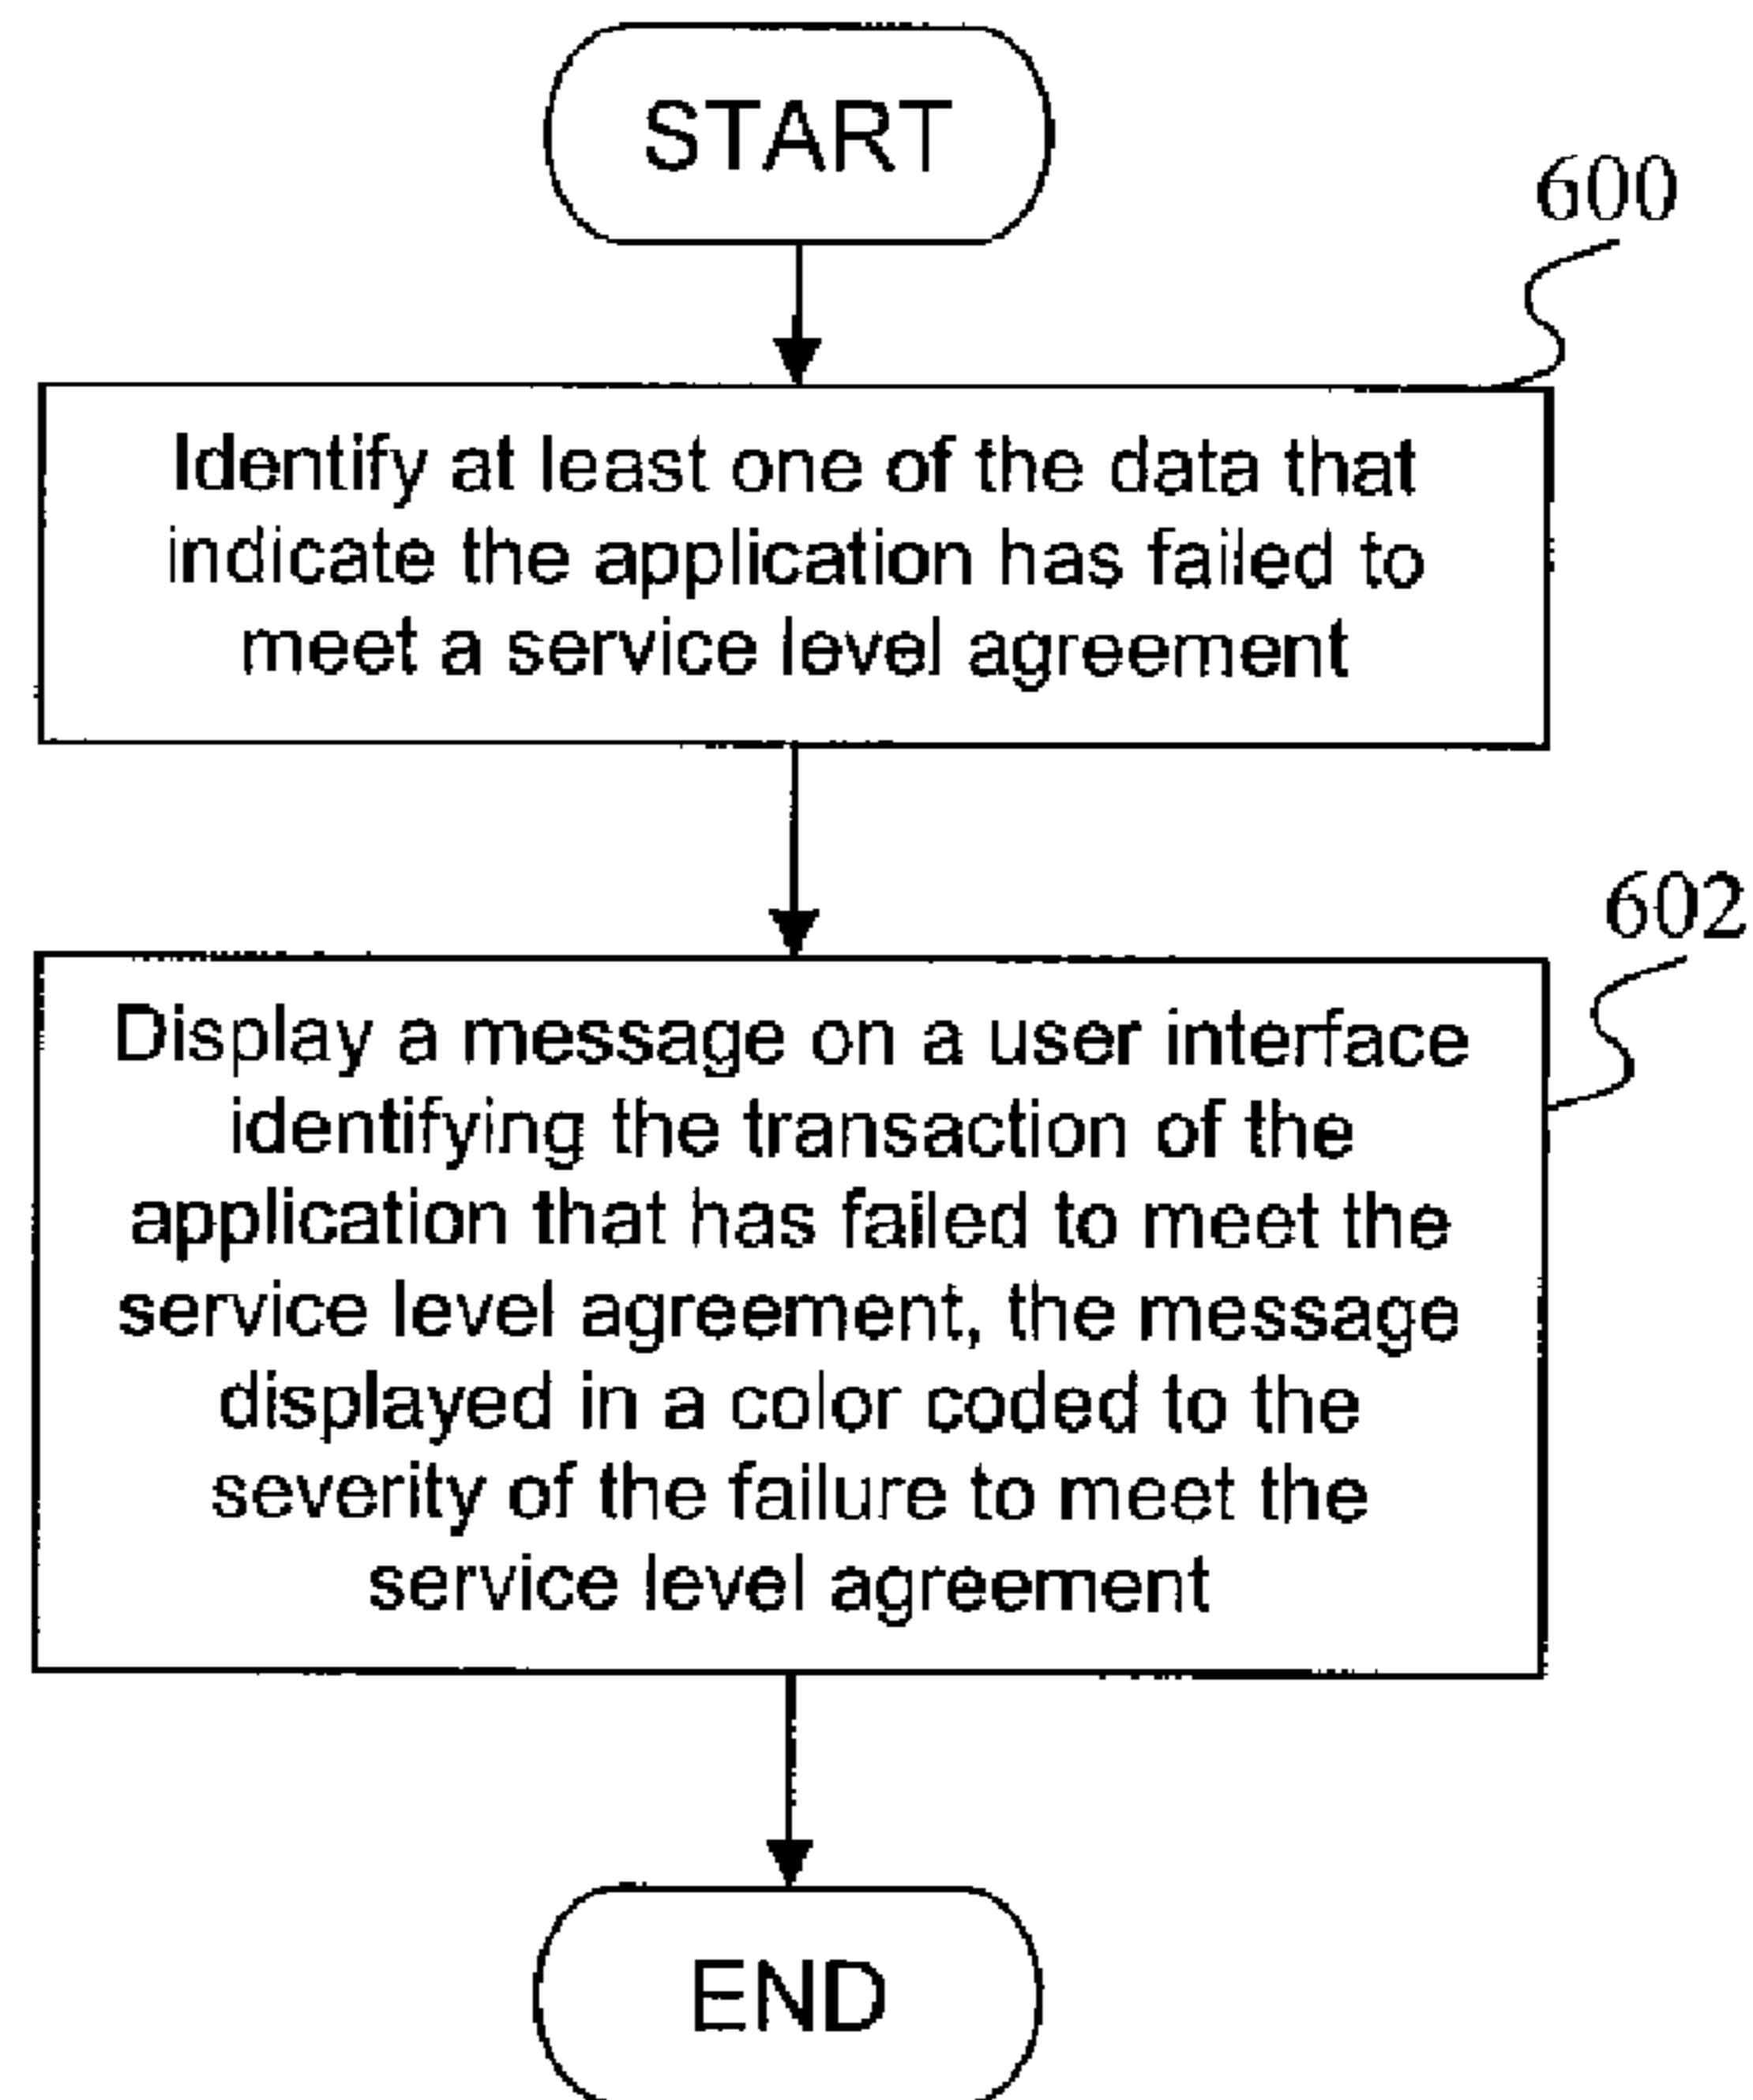 START
600
Identify at least one of the data that
indicate the application has failed to
meet a service level agreement
602
Display a message on a user interface
identifying the transaction of the
application that has failed to meet the
service level agreement, the message
displayed in a color coded to the
severity of the failure to meet the
service level agreement
END